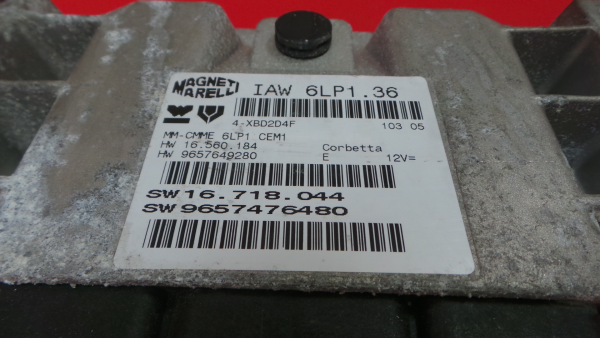 MAGNETI MARELLI
IAW 6LP1.36
4-XBD2D4F 103 05
MM-CMME 6LP1 CEM1
HW 16.560.184 Corbetta
HW 9657649280 E 12V=
SW 16.718.044
SW 9657476480